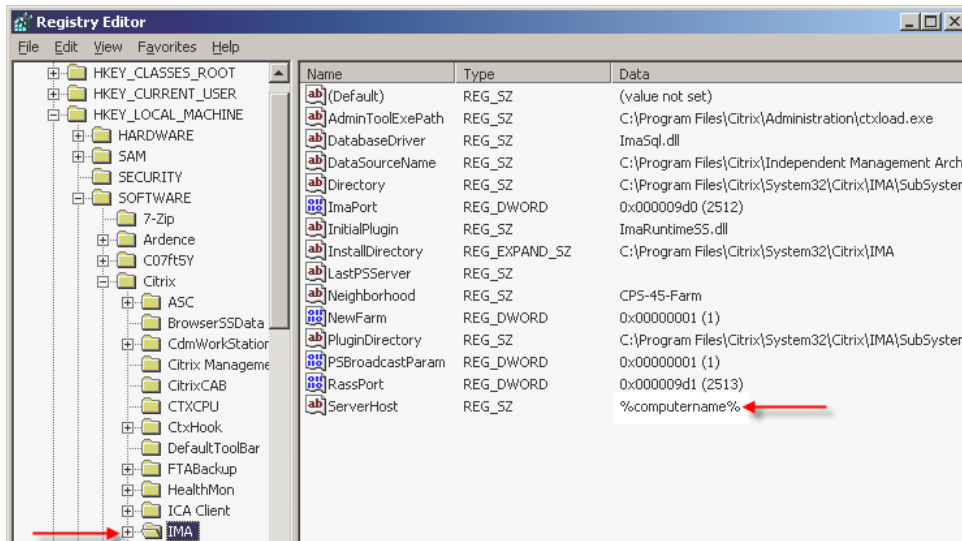 Registry Editor
File Edit View Favorites Help
HKEY_CLASSES_ROOT
HKEY_CURRENT_USER
HKEY_LOCAL_MACHINE
HARDWARE
SAM
SECURITY
SOFTWARE
7-Zip
Ardence
C07ft5Y
Citrix
ASC
BrowserSSData
CdmWorkStation
Citrix Manageme
CitrixCAB
CTXCPU
CtxHook
DefaultToolBar
FTABackup
HealthMon
ICA Client
IMA
Name Type Data
(Default) REG_SZ (value not set)
AdminToolExePath REG_SZ C:\Program Files\Citrix\Administration\ctxload.exe
DatabaseDriver REG_SZ ImaSql.dll
DataSourceName REG_SZ C:\Program Files\Citrix\Independent Management Arch
Directory REG_SZ C:\Program Files\Citrix\System32\Citrix\IMA\SubSystem
ImaPort REG_DWORD 0x000009d0 (2512)
InitialPlugin REG_SZ ImaRuntimeSS.dll
InstallDirectory REG_EXPAND_SZ C:\Program Files\Citrix\System32\Citrix\IMA
LastPSServer REG_SZ
Neighborhood REG_SZ CPS-45-Farm
NewFarm REG_DWORD 0x00000001 (1)
PluginDirectory REG_SZ C:\Program Files\Citrix\System32\Citrix\IMA\SubSystem
PSBroadcastParam REG_DWORD 0x00000001 (1)
RassPort REG_DWORD 0x000009d1 (2513)
ServerHost REG_SZ %computername%